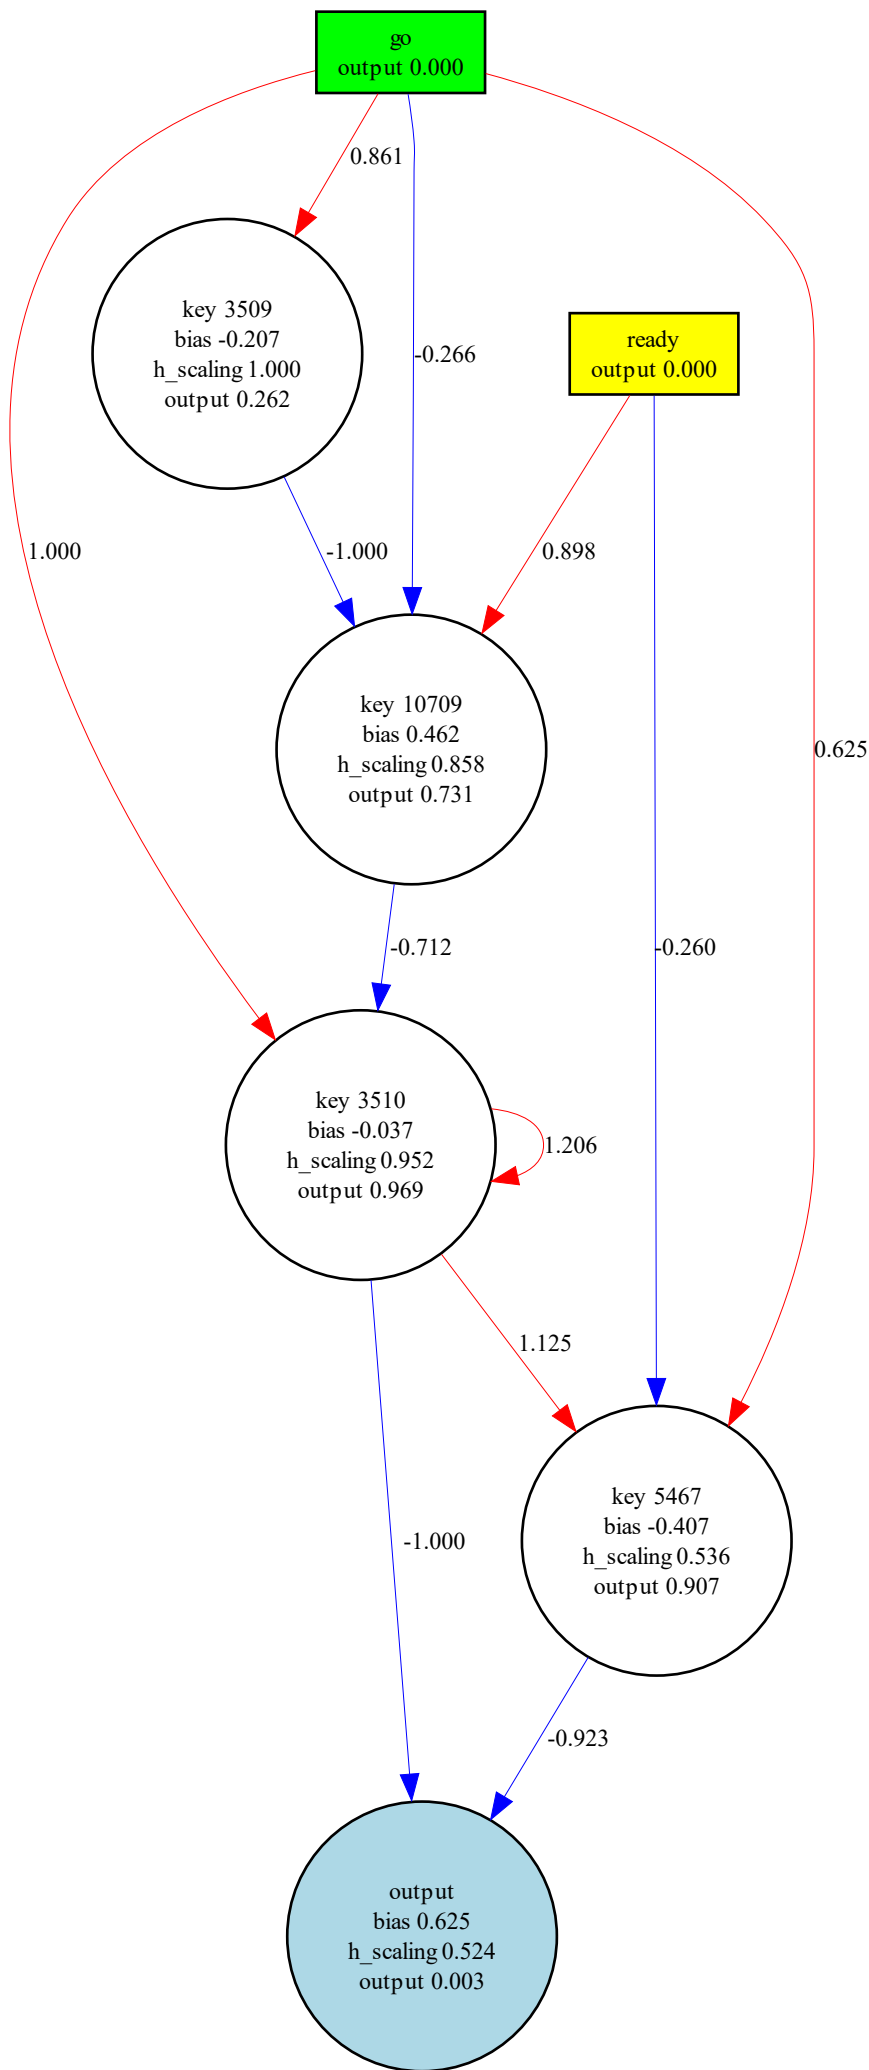 go
output 0.000
0.861
key 3509
bias -0.207
h_scaling 1.000
output 0.262
-0.266
ready
output 0.000
1.000
-1.000
0.898
key 10709
bias 0.462
h_scaling 0.858
output 0.731
0.625
-0.712
-0.260
key 3510
bias -0.037
h_scaling 0.952
output 0.969
1.206
1.125
key 5467
bias -0.407
h_scaling 0.536
output 0.907
-1.000
-0.923
output
bias 0.625
h_scaling 0.524
output 0.003